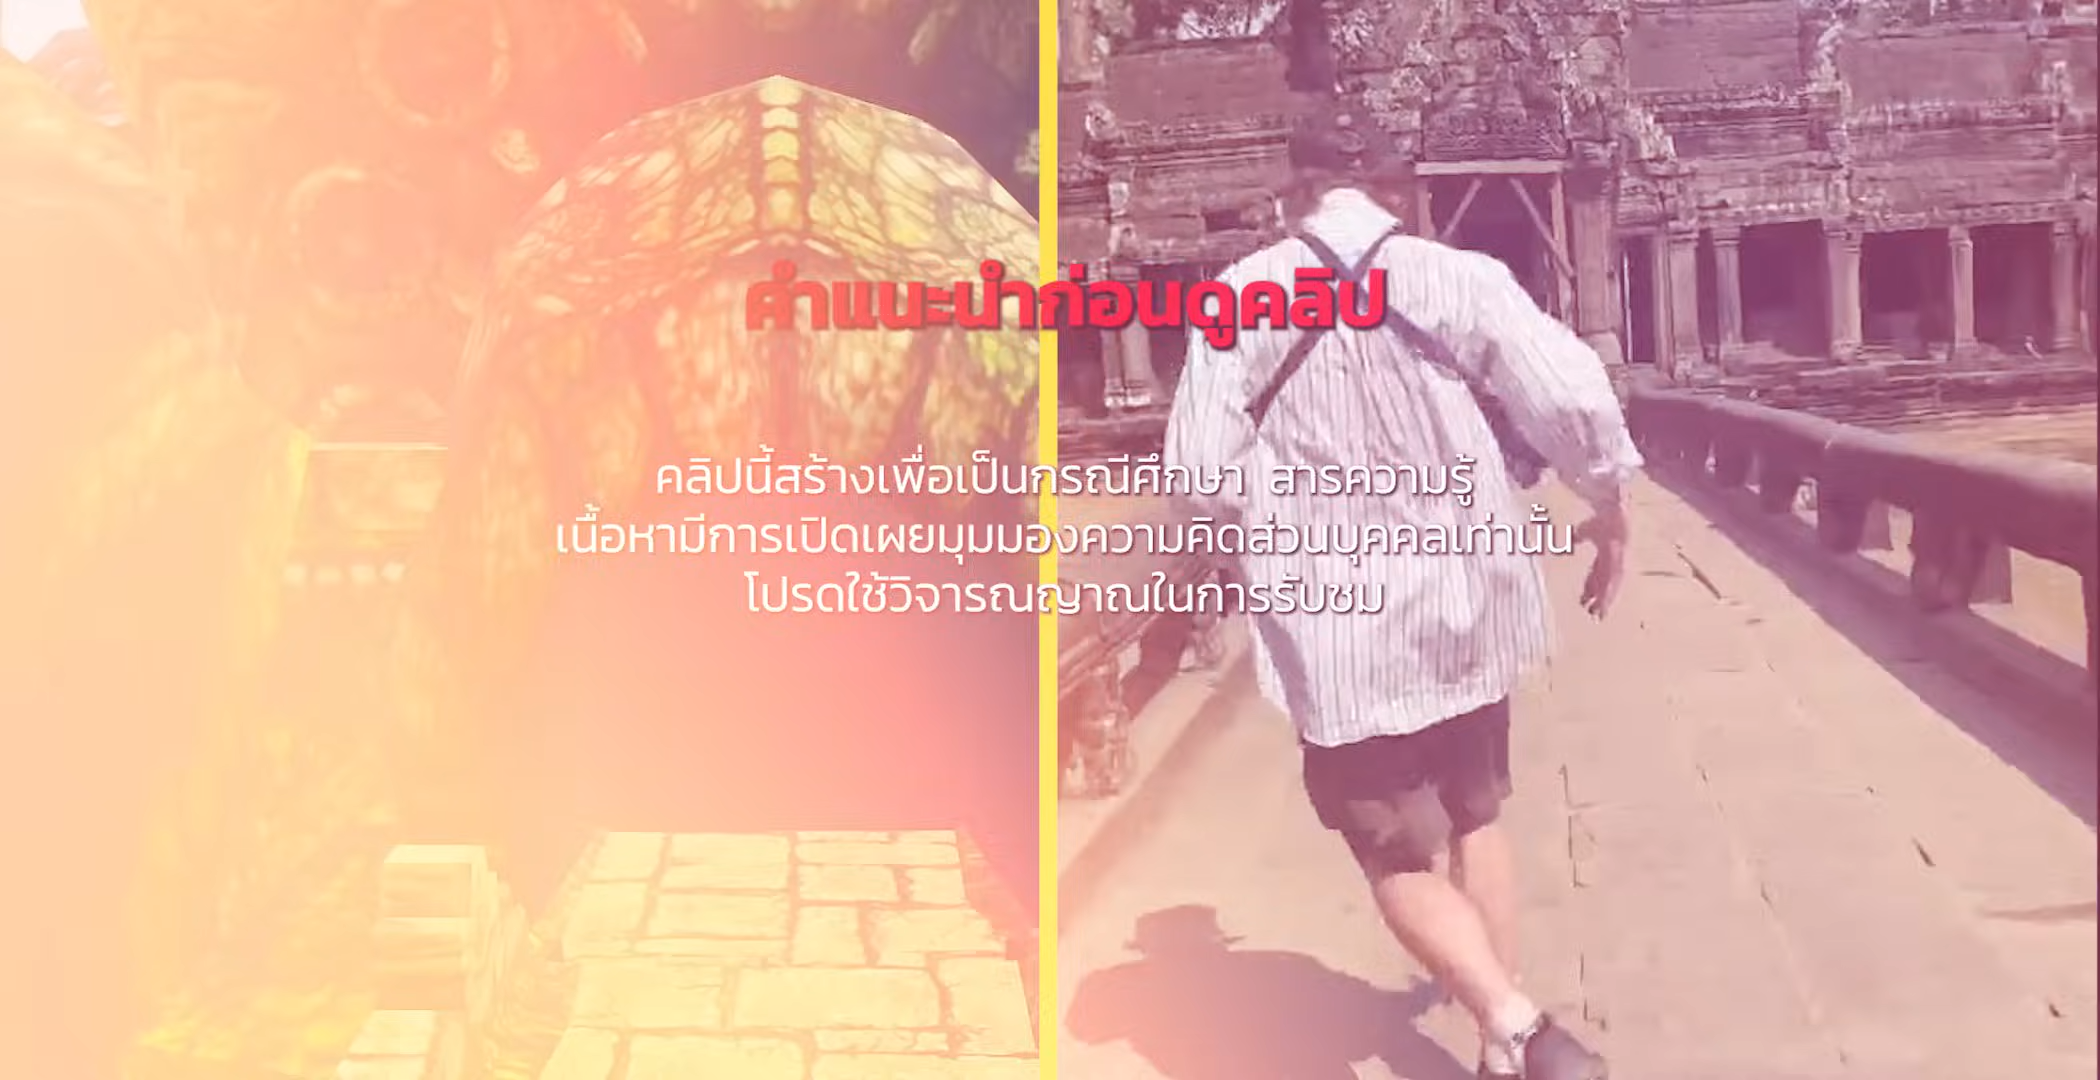 คำแนะนำก่อนดูคลิป
คลิปนี้สร้างเพื่อเป็นกรณีศึกษา สารความรู้
เนื้อหามีการเปิดเผยมุมมองความคิดส่วนบุคคลเท่านั้น
โปรดใช้วิจารณญาณในการรับชม